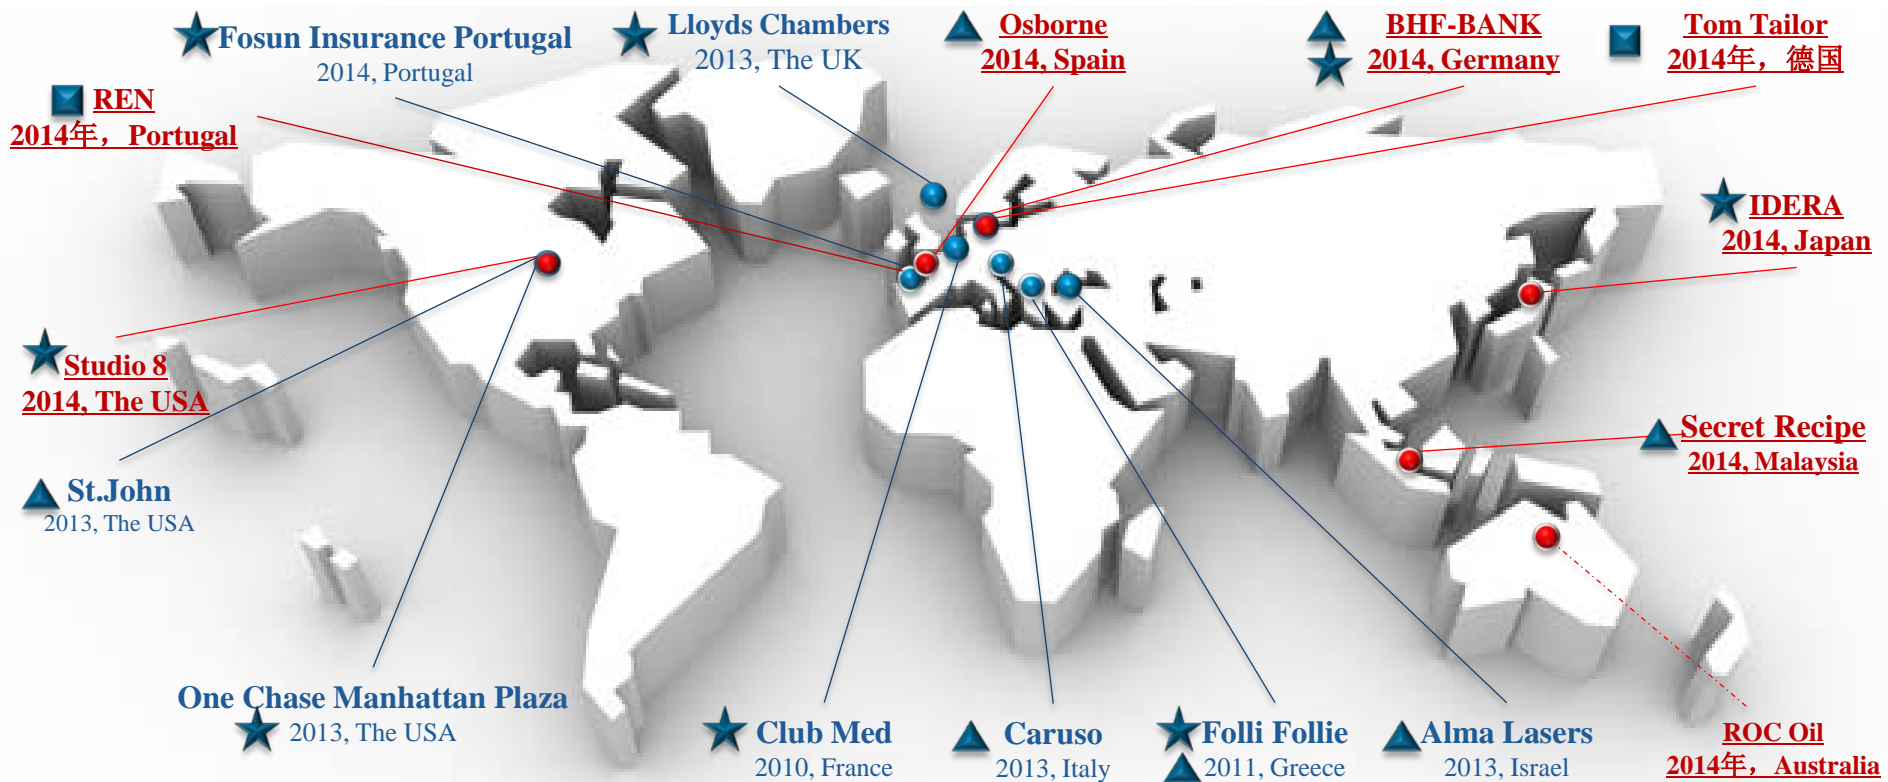 Fosun Insurance Portugal
2014, Portugal
Lloyds Chambers
2013, The UK
Osborne
2014, Spain
BHF-BANK
2014, Germany
Tom Tailor
2014年，德国
REN
2014年，Portugal
IDERA
2014, Japan
Studio 8
2014, The USA
Secret Recipe
2014, Malaysia
St.John
2013, The USA
One Chase Manhattan Plaza
2013, The USA
Club Med
2010, France
Caruso
2013, Italy
Folli Follie
2011, Greece
Alma Lasers
2013, Israel
ROC Oil
2014年，Australia